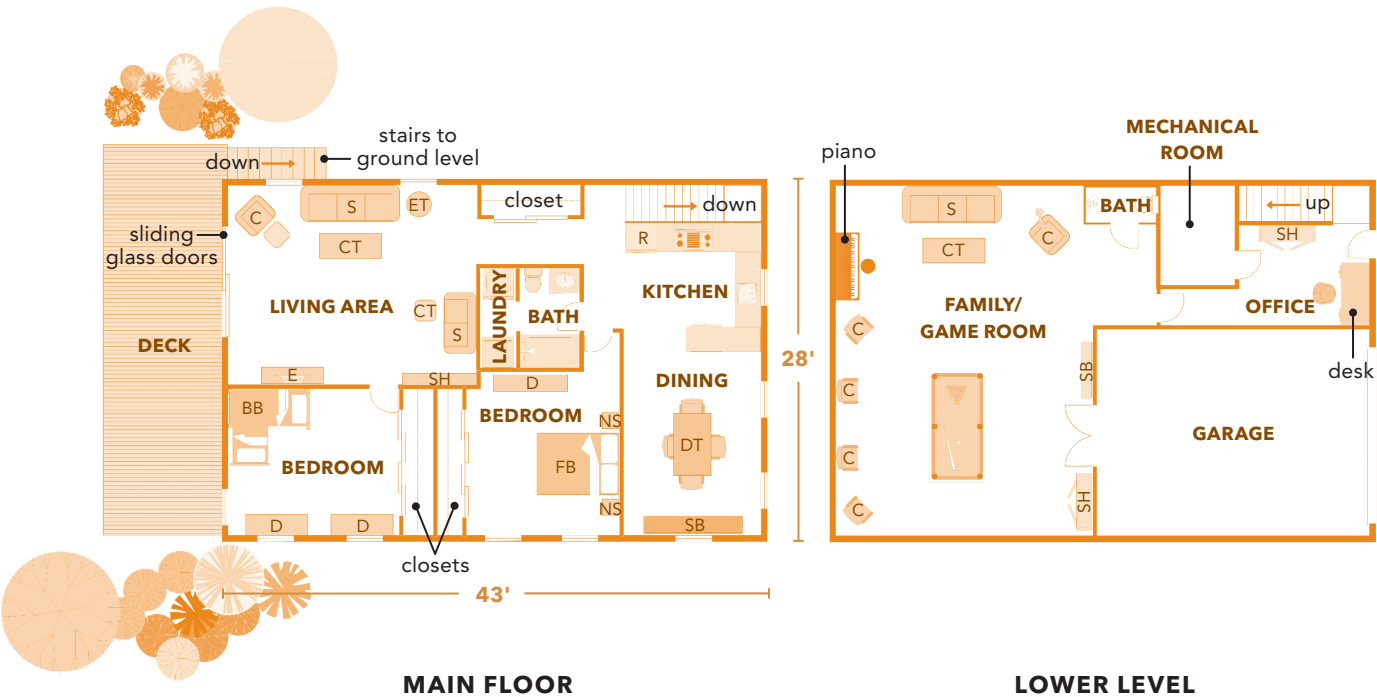 stairs to
ground level
down
C
S
ET
CT
closet
down
sliding
glass doors
R
LIVING AREA
CT
S
LAUNDRY
BATH
KITCHEN
DECK
E
SH
D
DINING
BB
BEDROOM
NS
DT
BEDROOM
FB
NS
D
D
SB
closets
43'
28'
MAIN FLOOR
MECHANICAL
ROOM
piano
S
C
BATH
up
SH
CT
FAMILY/
GAME ROOM
OFFICE
C
desk
SB
C
GARAGE
C
SH
C
LOWER LEVEL